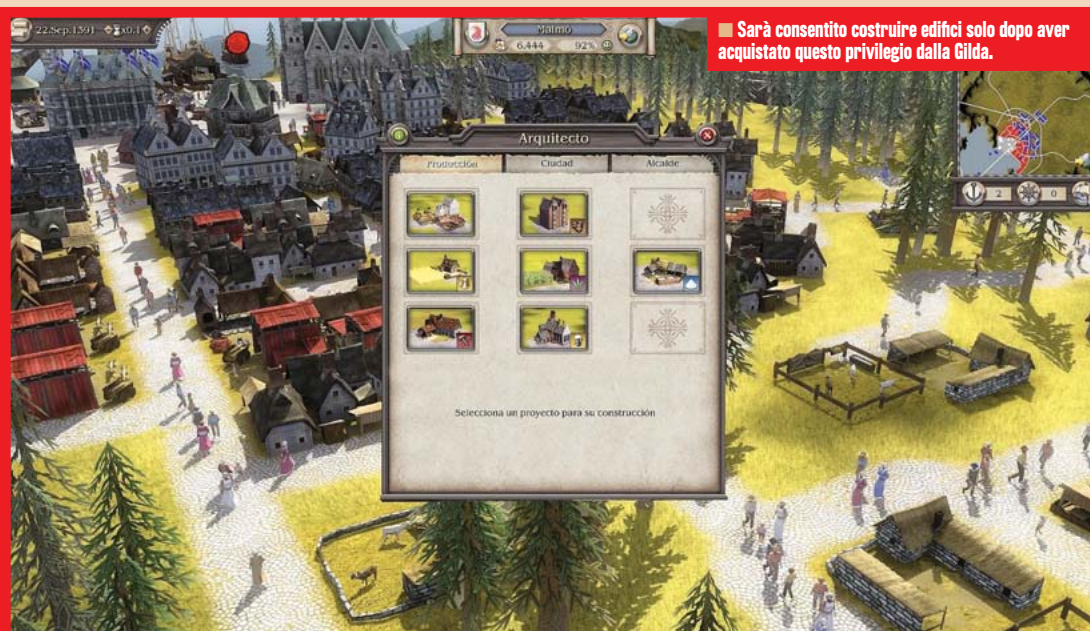 22.Sep.1391 x0.1
Malmö
6,444 92%
Sarà consentito costruire edifici solo dopo aver
acquistato questo privilegio dalla Gilda.
Arquitecto
Producción Ciudad Alcalde
2 0
Selecciona un proyecto para su construcción